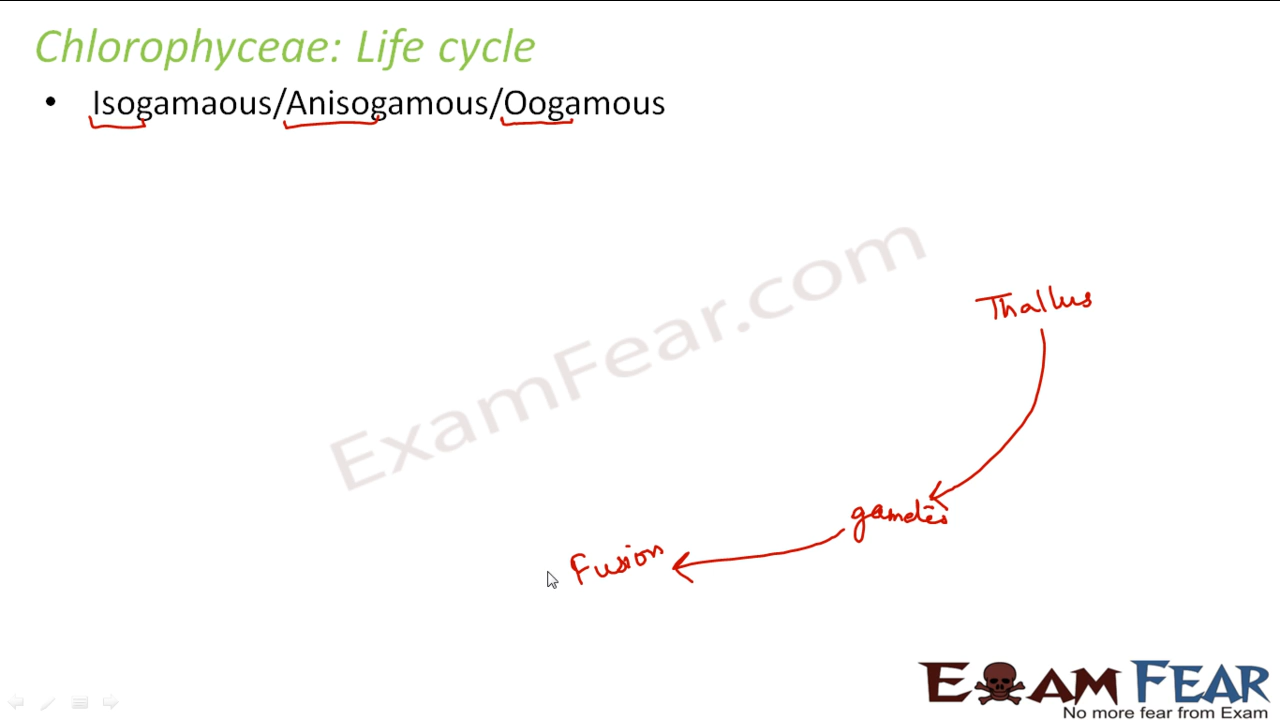 Chlorophyceae: Life cycle
• Isogamaous/Anisogamous/Oogamous
ExamFear.com
Thallus
gametes
Fusion
EXAM FEAR
No more fear from Exam